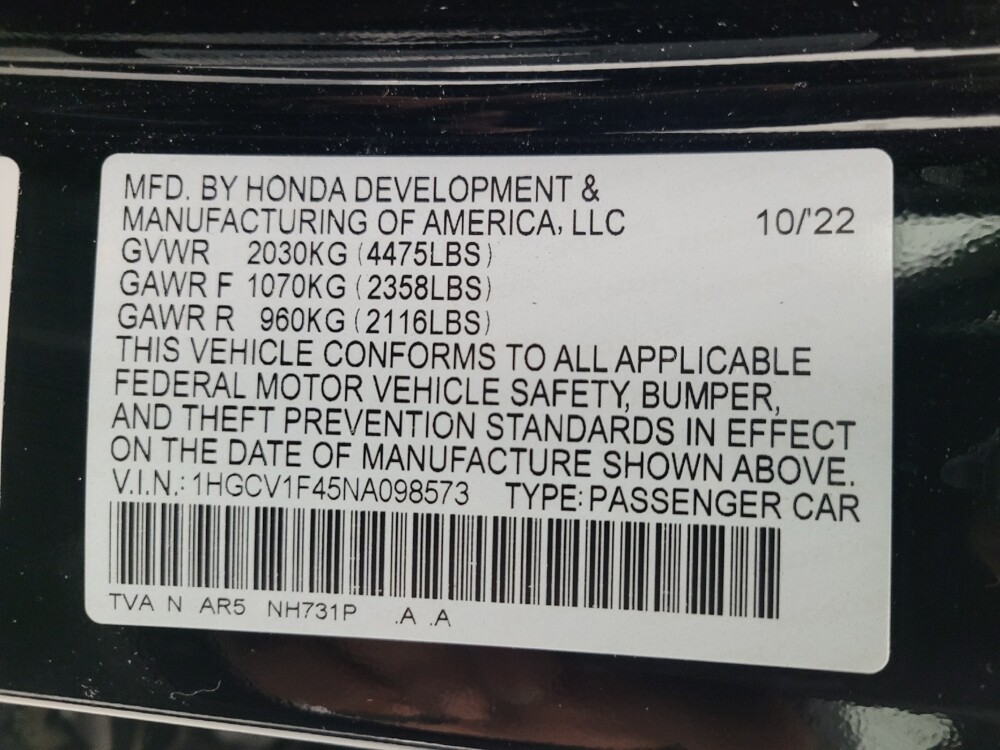 MFD. BY HONDA DEVELOPMENT &
MANUFACTURING OF AMERICA, LLC 10/'22
GVWR 2030KG (4475LBS)
GAWR F 1070KG (2358LBS)
GAWR R 960KG (2116LBS)
THIS VEHICLE CONFORMS TO ALL APPLICABLE
FEDERAL MOTOR VEHICLE SAFETY, BUMPER,
AND THEFT PREVENTION STANDARDS IN EFFECT
ON THE DATE OF MANUFACTURE SHOWN ABOVE.
V.I.N.: 1HGCV1F45NA098573 TYPE: PASSENGER CAR
TVA N AR5 NH731P .A .A